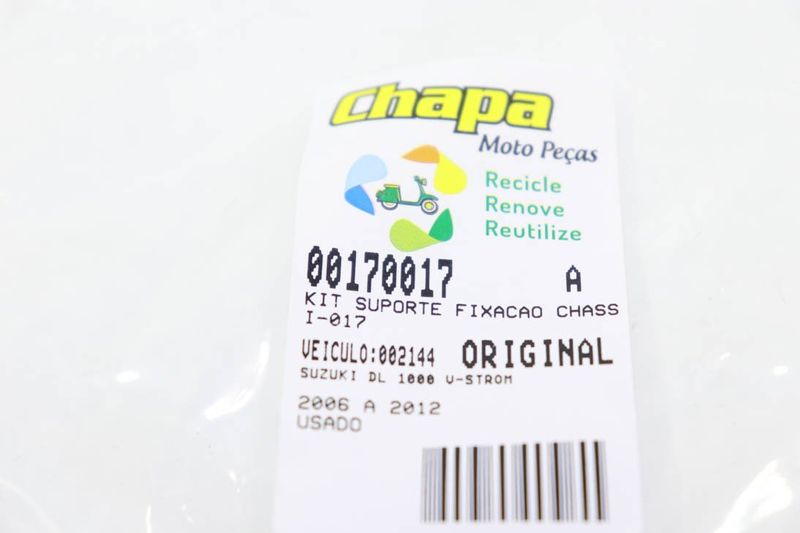 Chapa
Moto Peças
Recicle
Renove
Reutilize
00170017 A
KIT SUPORTE FIXACAO CHASS
I-017
VEICULO:002144 ORIGINAL
SUZUKI DL 1000 V-STROM
2006 A 2012
USADO